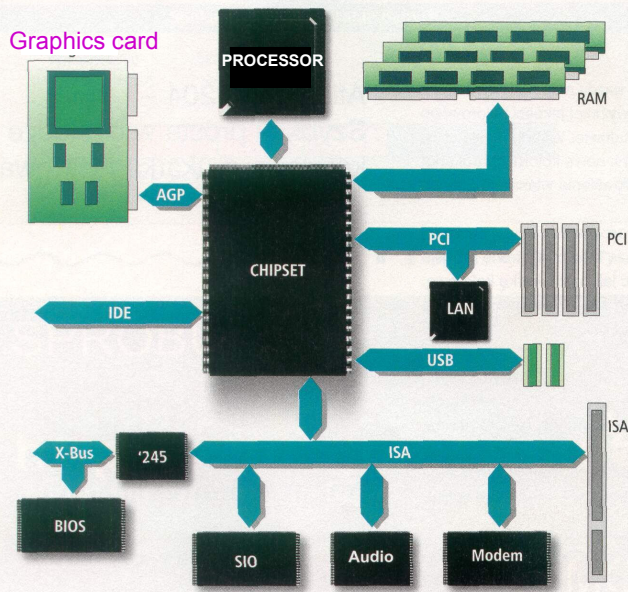 Graphics card
PROCESSOR
RAM
AGP
PCI
PCI
CHIPSET
LAN
IDE
USB
ISA
X-Bus
'245
ISA
BIOS
SIO
Audio
Modem